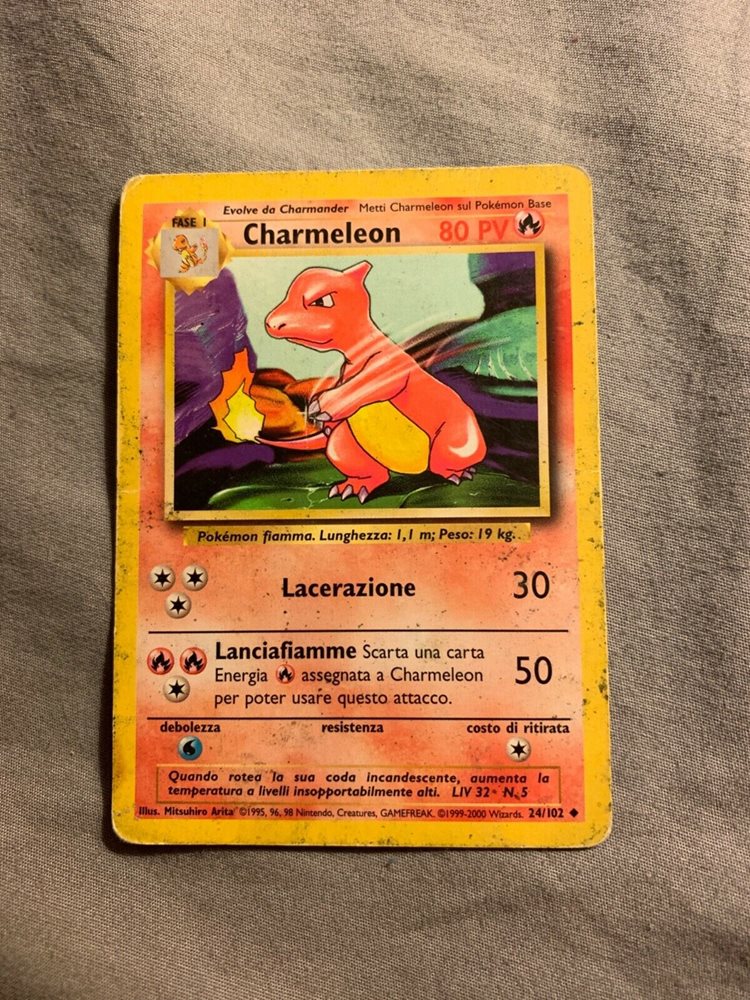 Evolve da Charmander Metti Charmeleon sul Pokémon Base
FASE 1
Charmeleon 80 PV
Pokémon fiamma. Lunghezza: 1,1 m; Peso: 19 kg.
Lacerazione 30
Lanciafiamme Scarta una carta
Energia assegnata a Charmeleon
per poter usare questo attacco.
50
debolezza resistenza costo di ritirata
Quando rotea la sua coda incandescente, aumenta la
temperatura a livelli insopportabilmente alti. LIV 32 N. 5
Illus. Mitsuhiro Arita ©1995, 96, 98 Nintendo, Creatures, GAMEFREAK. ©1999-2000 Wizards. 24/102